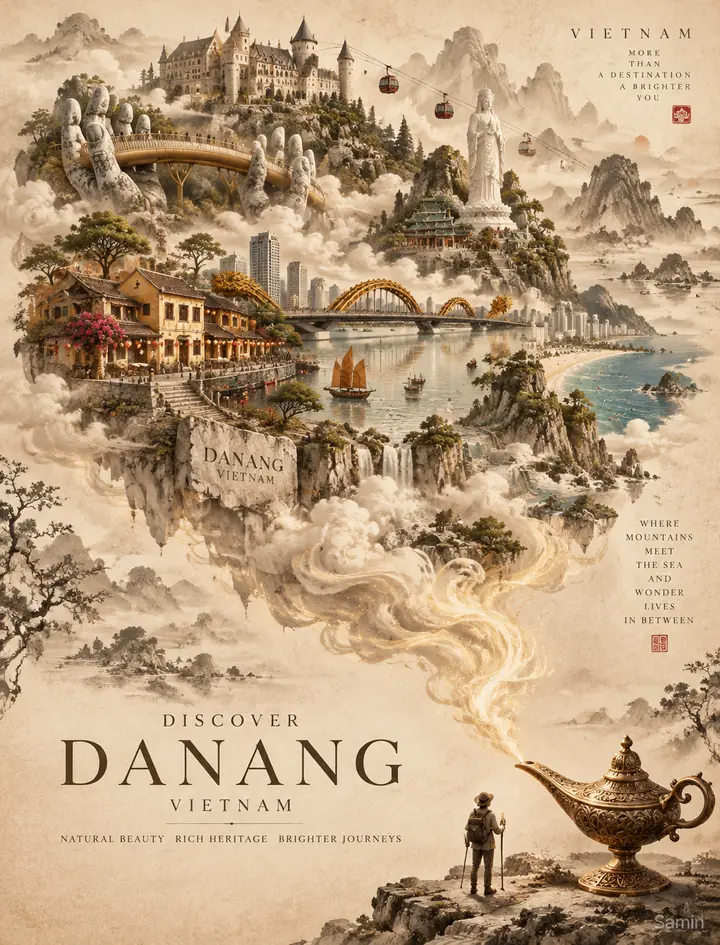 VIETNAM
MORE
THAN
A DESTINATION
A BRIGHTER
YOU
DANANG
VIETNAM
WHERE
MOUNTAINS
MEET
THE SEA
AND
WONDER
LIVES
IN BETWEEN
DISCOVER
DANANG
VIETNAM
NATURAL BEAUTY RICH HERITAGE BRIGHTER JOURNEYS
Samin